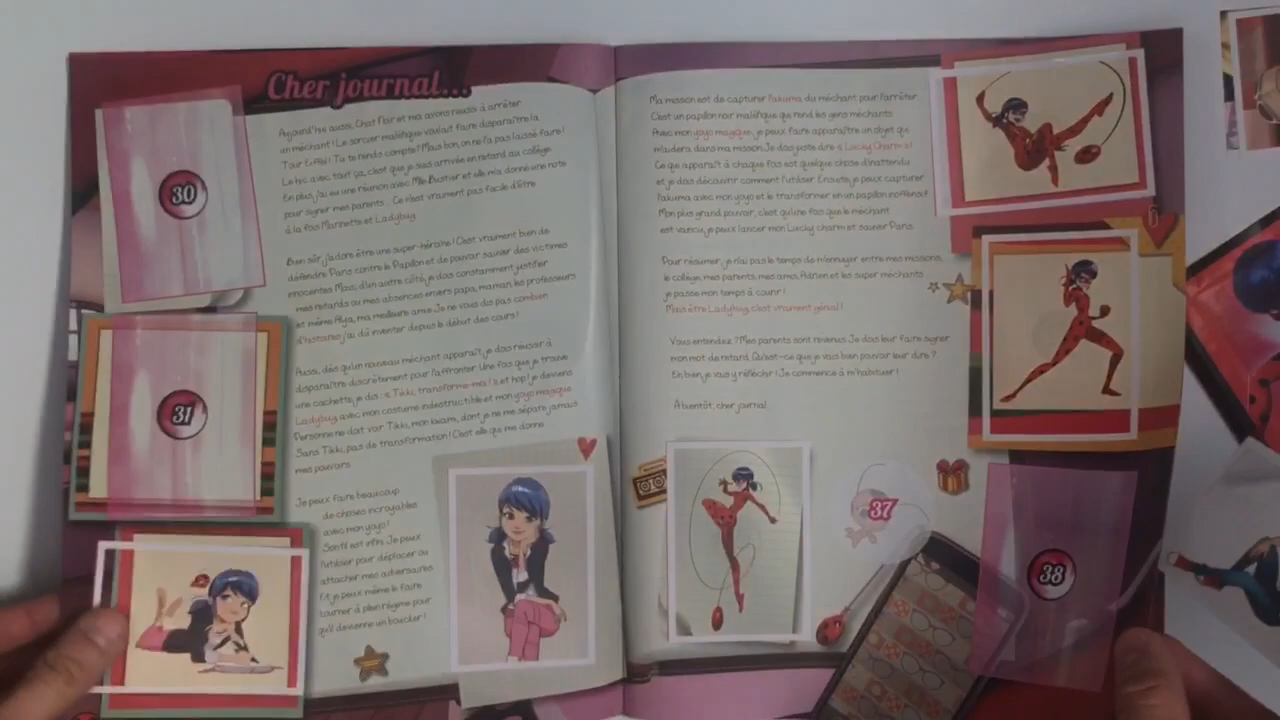 Cher journal...
30
Aujourd'hui aussi, Chat Noir et moi avons réussi à arrêter
un méchant ! Le sorcier maléfique voulait faire disparaître la
Tour Eiffel ! Tu te rends compte ? Mais bon, on ne l'a pas laissé faire !
Le hic avec tout ça, c'est que je suis arrivée en retard au collège.
En plus, j'ai eu une réunion avec Mlle Bustier et elle m'a donné une note
pour signer mes parents... Ce n'est vraiment pas facile d'être
à la fois Marinette et Ladybug.
Bien sûr, j'adore être une super-héroïne ! C'est vraiment bien de
défendre Paris contre le Papillon et de pouvoir sauver des victimes
innocentes. Mais, d'un autre côté, je dois constamment justifier
mes retards ou mes absences envers papa, maman, les professeurs
et même Alya, ma meilleure amie. Je ne vous dis pas combien
d'histoires j'ai dû inventer depuis le début des cours !
31
Aussi, dès qu'un nouveau méchant apparaît, je dois réussir à
disparaître discrètement pour l'affronter. Une fois que je trouve
une cachette, je dis : « Tikki, transforme-moi ! » et hop ! je deviens
Ladybug, avec mon costume indestructible et mon yoyo magique.
Personne ne doit voir Tikki, mon kwami, dont je ne me sépare jamais.
Sans Tikki, pas de transformation ! C'est elle qui me donne
mes pouvoirs.
Je peux faire beaucoup
de choses incroyables
avec mon yoyo !
Son fil est infini. Je peux
l'utiliser pour déplacer ou
attacher mes adversaires.
Et je peux même le faire
tourner à plein régime pour
qu'il devienne un bouclier !
Ma mission est de capturer l'akuma du méchant pour l'arrêter.
C'est un papillon noir maléfique qui rend les gens méchants.
Avec mon yoyo magique, je peux faire apparaître un objet qui
m'aidera dans ma mission. Je dois juste dire « Lucky Charm » !
Ce qui apparaît à chaque fois est quelque chose d'inattendu
et je dois découvrir comment l'utiliser. Ensuite, je peux capturer
l'akuma avec mon yoyo et le transformer en un papillon inoffensif.
Mon plus grand pouvoir, c'est qu'une fois que le méchant
est vaincu, je peux lancer mon Lucky charm et sauver Paris.
Pour résumer, je n'ai pas le temps de m'ennuyer entre mes missions,
le collège, mes parents, mes amis, Adrien et les super méchants...
je passe mon temps à courir !
Mais être Ladybug, c'est vraiment génial !
Vous entendez ? Mes parents sont revenus. Je dois leur faire signer
mon mot de retard. Qu'est-ce que je vais bien pouvoir leur dire ?
Eh bien, je vais y réfléchir ! Je commence à m'habituer !
À bientôt, cher journal.
37
38